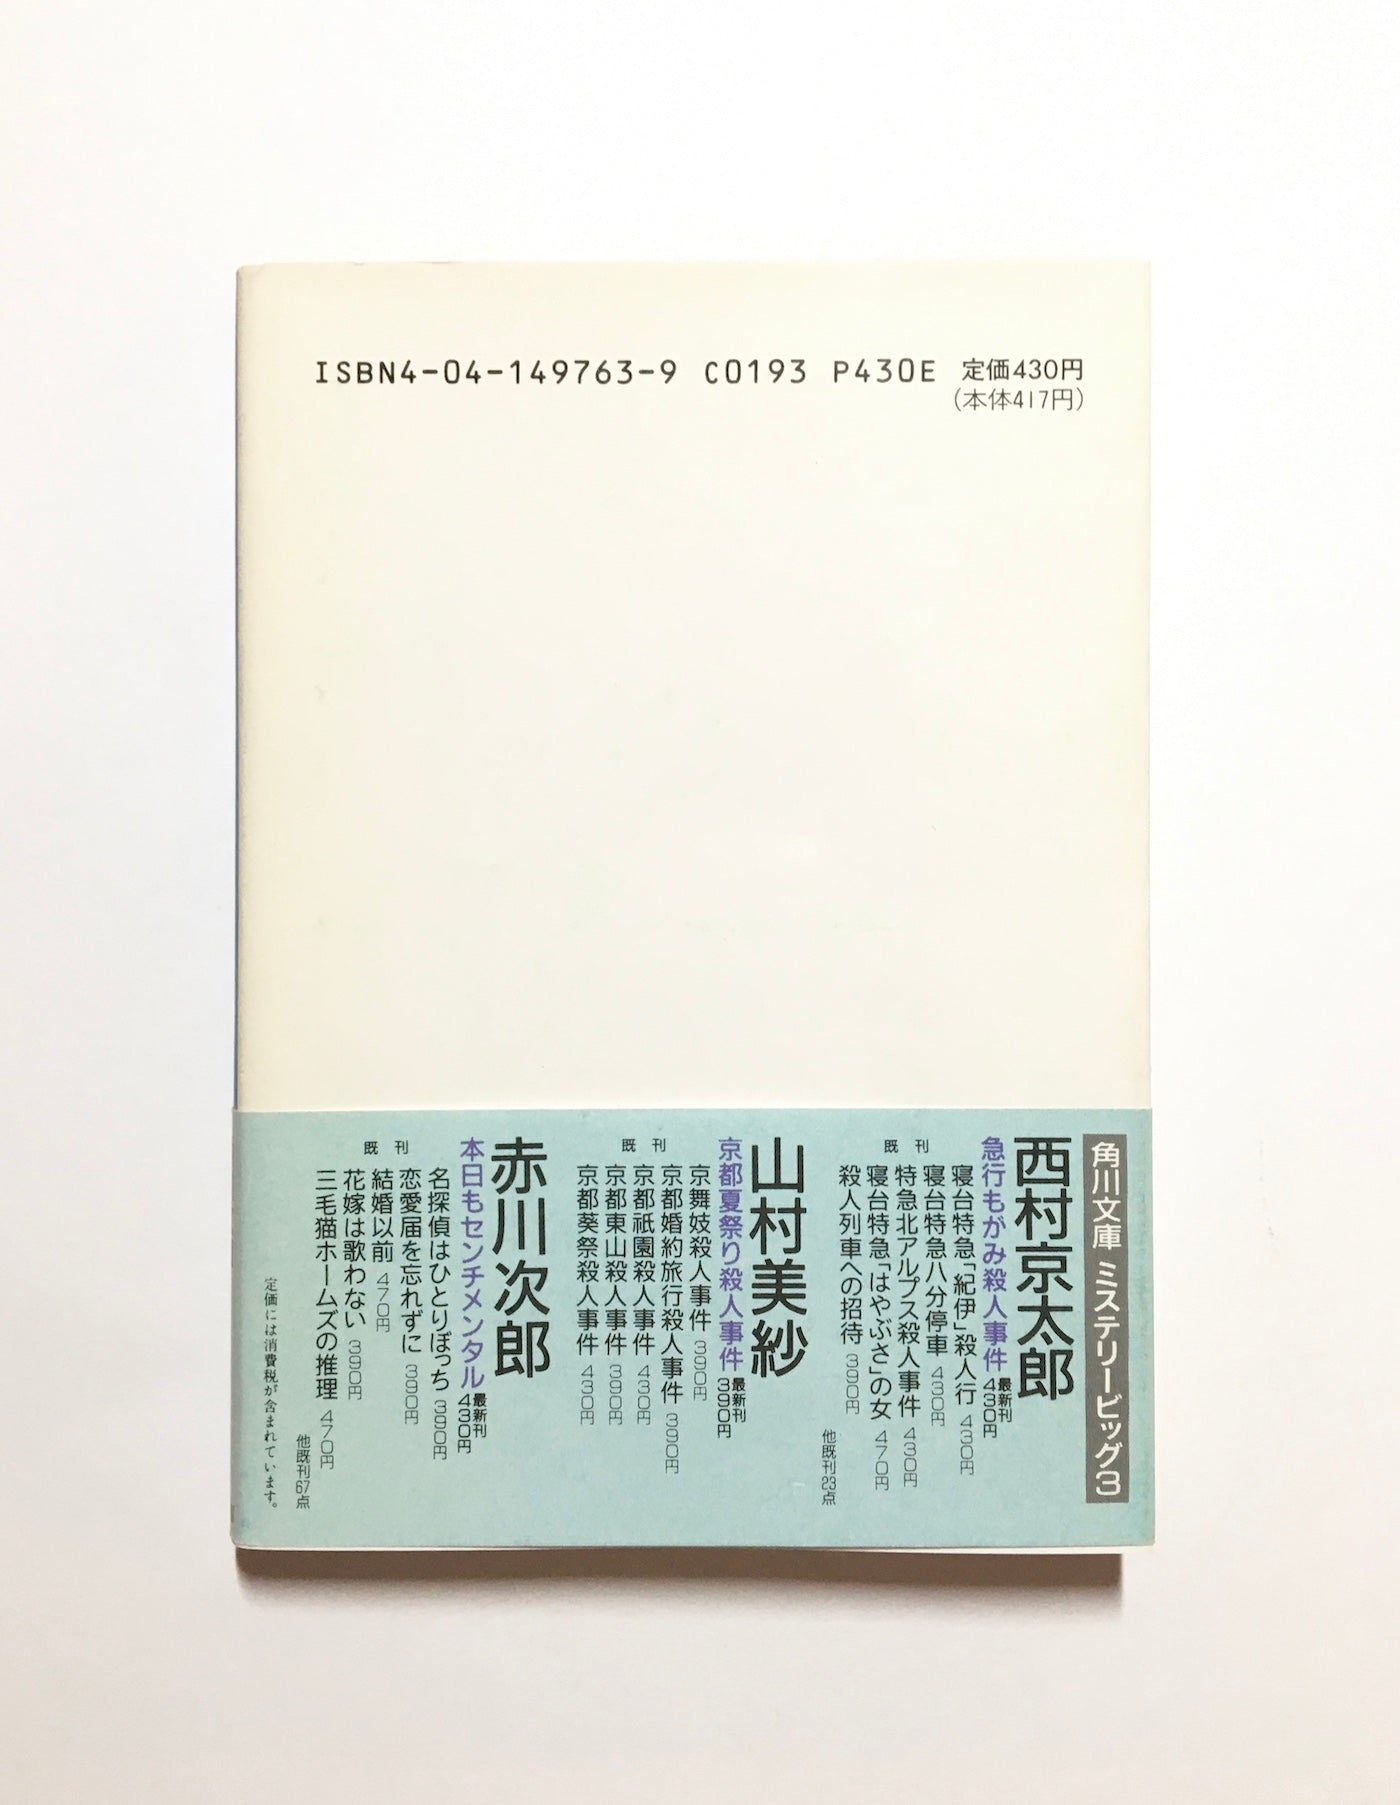 ISBN4-04-149763-9 C0193 P430E 定価430円
(本体417円)
角川文庫 ミステリービッグ3
西村京太郎
急行もがみ殺人事件 最新刊 430円
既刊
寝台特急「紀伊」殺人行 430円
寝台特急八分停車 430円
特急北アルプス殺人事件 430円
寝台特急「はやぶさ」の女 470円
殺人列車への招待 390円
他既刊23点
山村美紗
京都夏祭り殺人事件 最新刊 390円
既刊
京舞妓殺人事件 390円
京都婚約旅行殺人事件 390円
京都祇園殺人事件 430円
京都東山殺人事件 390円
京都葵祭殺人事件 430円
赤川次郎
本日もセンチメンタル 最新刊 430円
既刊
名探偵はひとりぼっち 390円
恋愛届を忘れずに 390円
結婚以前 470円
花嫁は歌わない 390円
三毛猫ホームズの推理 470円
他既刊67点
定価には消費税が含まれています。